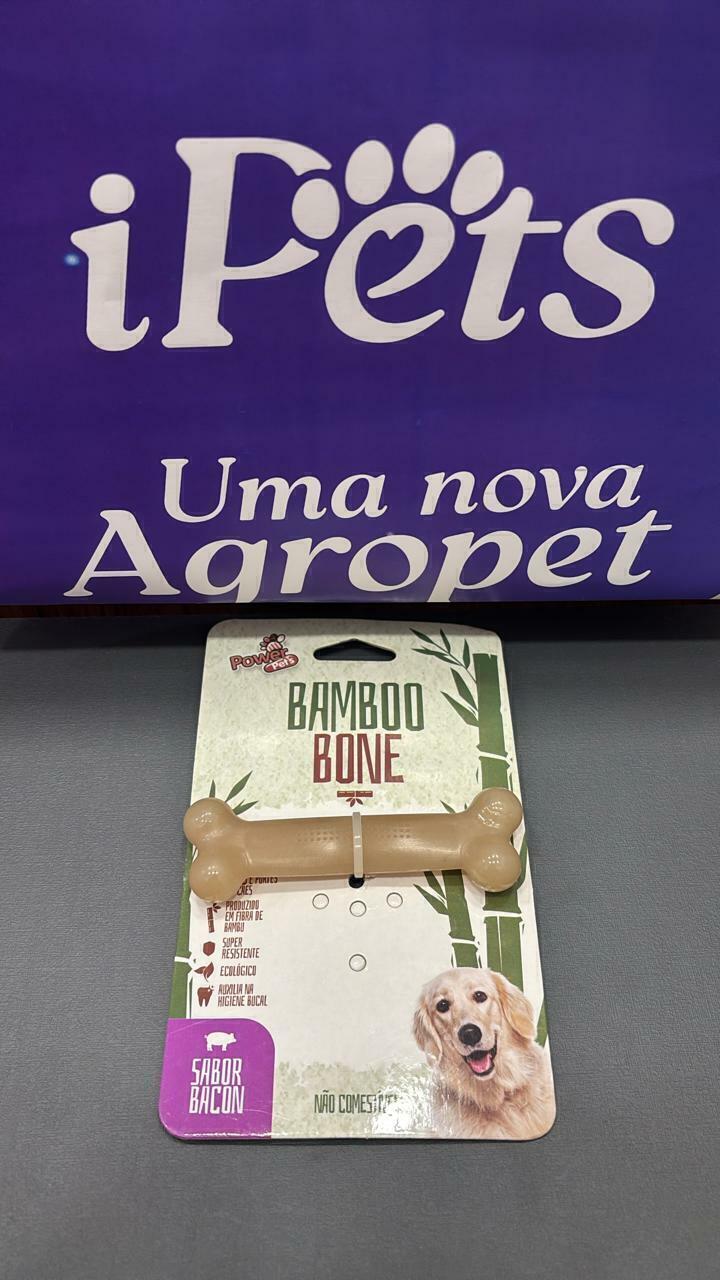 iPets
Uma nova
Agropet
Power
Pets
BAMBOO
BONE
E FORTES
PRODUZIDO
EM FIBRA DE
BAMBU
SUPER
RESISTENTE
ECOLÓGICO
AUXILIA NA
HIGIENE BUCAL
SABOR
BACON
NÃO COMESTÍVEL